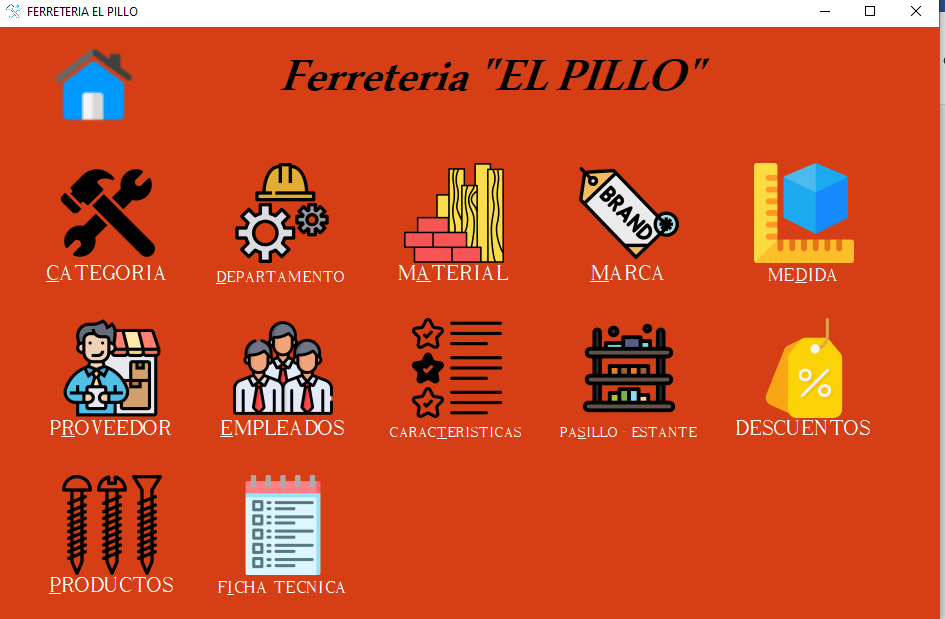 FERRETERIA EL PILLO
Ferreteria "EL PILLO"
BRAND
CATEGORIA
DEPARTAMENTO
MATERIAL
MARCA
MEDIDA
%
PROVEEDOR
EMPLEADOS
CARACTERISTICAS
PASILLO - ESTANTE
DESCUENTOS
PRODUCTOS
FICHA TECNICA